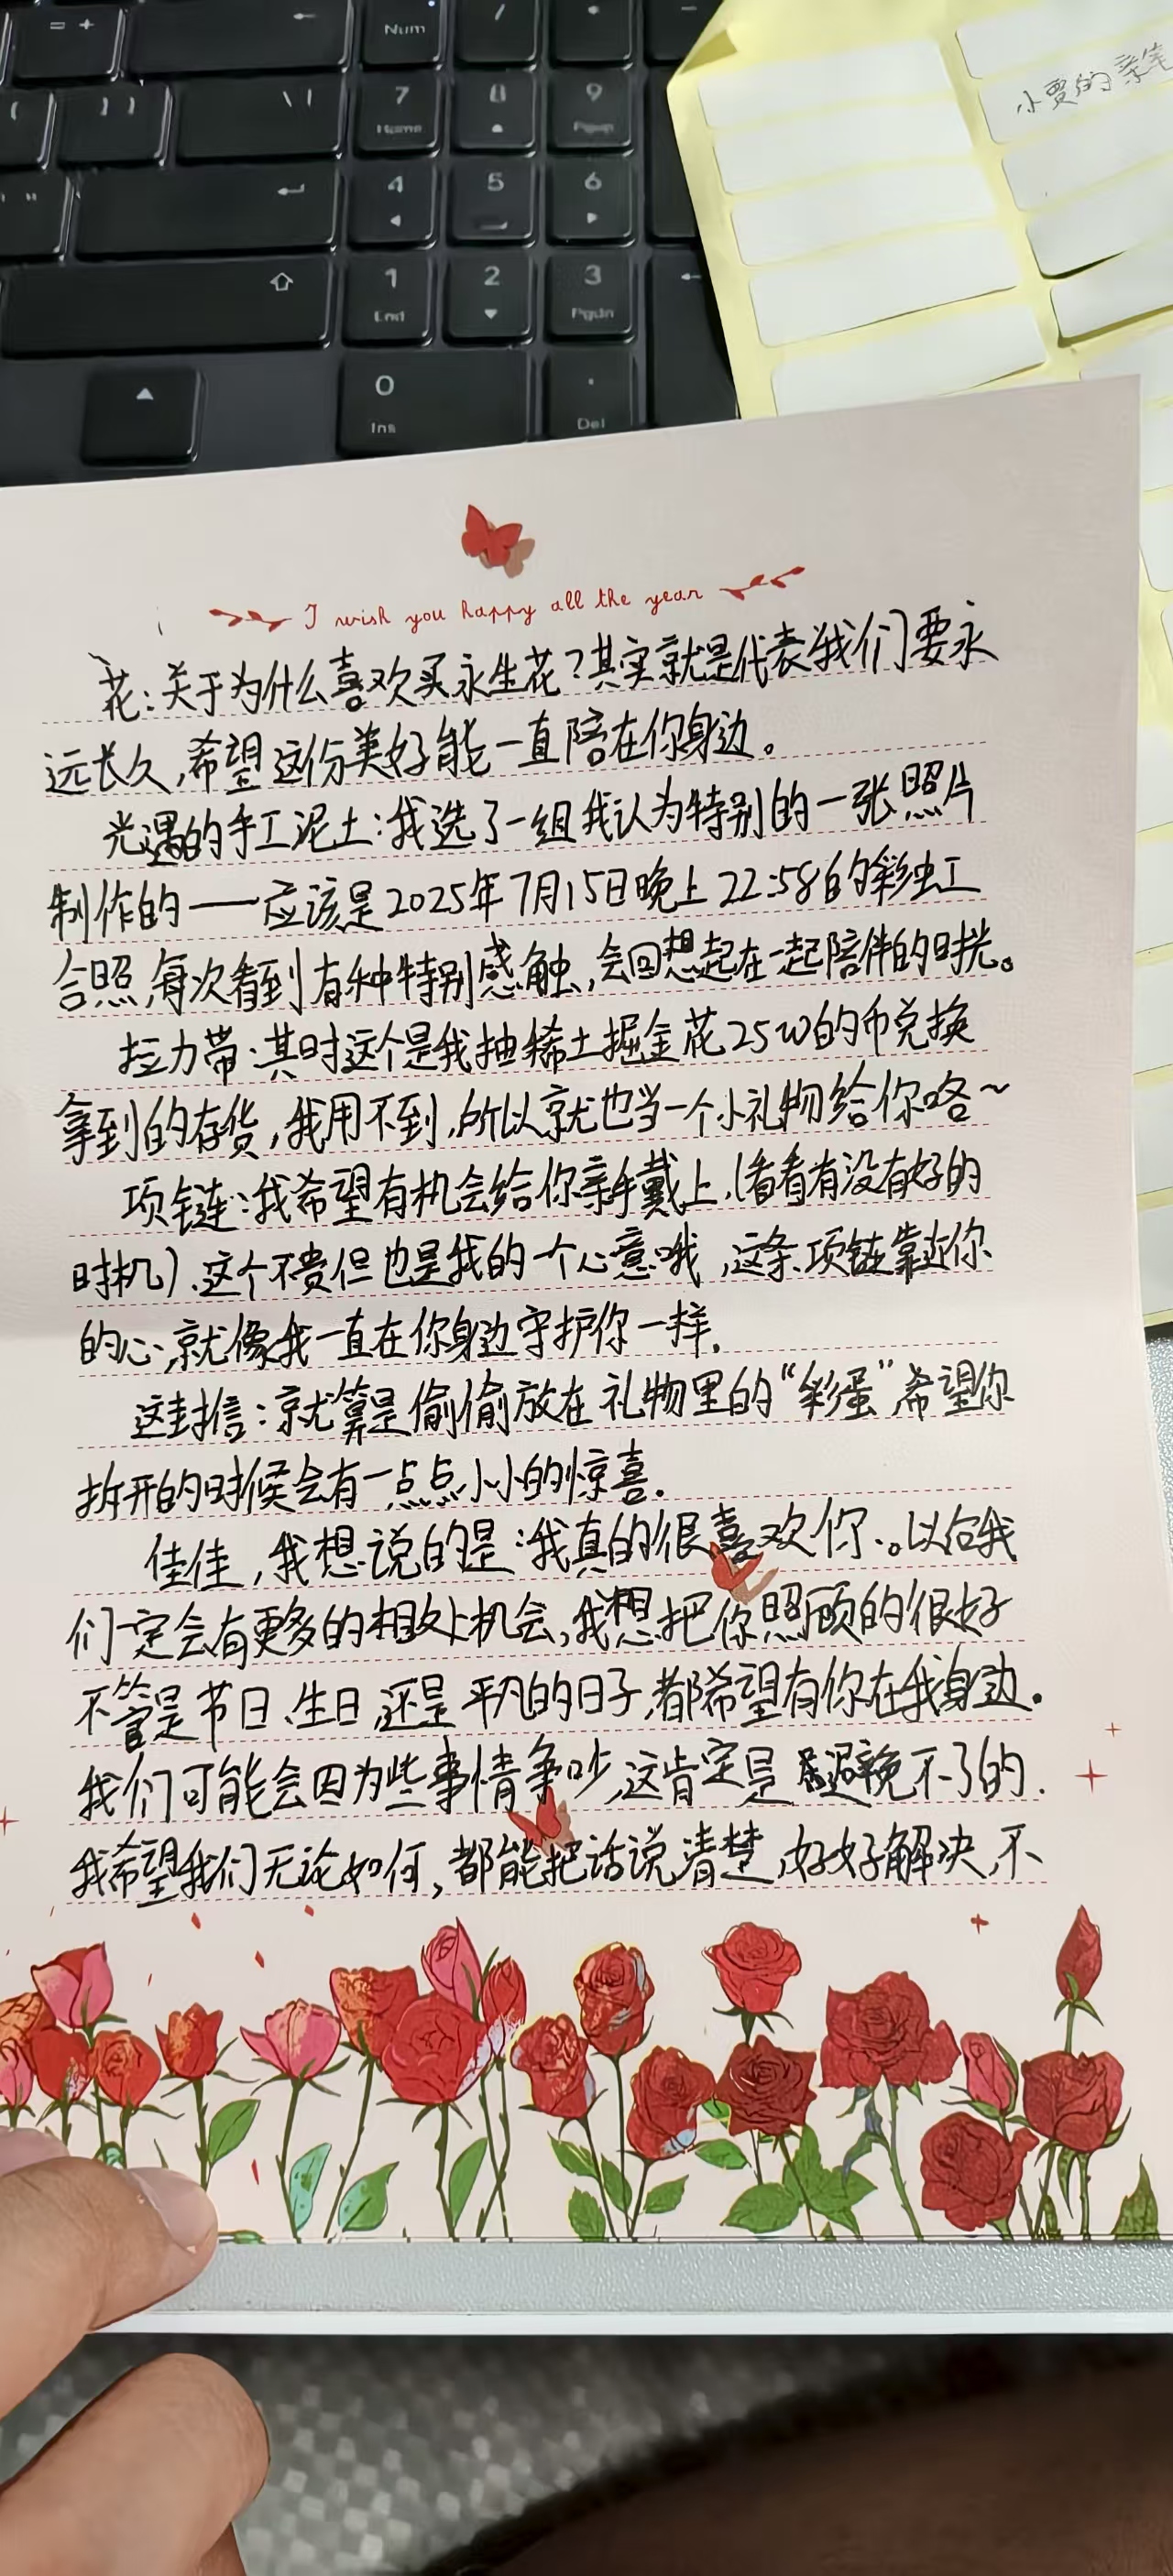 = +
←
Num
/
*
-
{
} ]
\ |
7
8
9
Home
Pgup
小贾的亲笔
" '
4
5
6
1
2
3
End
Pgdn
0
.
Ins
Del
I wish you happy all the year
花:关于为什么喜欢买永生花?其实就是代表我们要永
远长久,希望这份美好能一直陪在你身边。
光遇的手工泥土:我选了一组我认为特别的一张照片
制作的——应该是2025年7月15日晚上22:58的彩虹
合照,每次看到有种特别感触,会回想起在一起陪伴的时光。
拉力带:其时这个是我抽稀土掘金花25w的币兑换
拿到的存货,我用不到,所以就也当一个小礼物给你咯~
项链:我希望有机会给你亲手戴上,(看看有没有好的
时机).这个不贵但也是我的一个心意哦,这条项链靠近你
的心,就像我一直在你身边守护你一样.
这封信:就算是偷偷放在礼物里的“彩蛋”希望你
拆开的时候会有一点点小小的惊喜.
佳佳,我想说的是:我真的很喜欢你.。以后我
们一定会有更多的相处机会,我想把你照顾的很好
不管是节日、生日,还是平凡的日子,都希望有你在我身边.
我们可能会因为些事情争吵,这肯定是避免不了的.
我希望我们无论如何,都能把话说清楚,好好解决,不